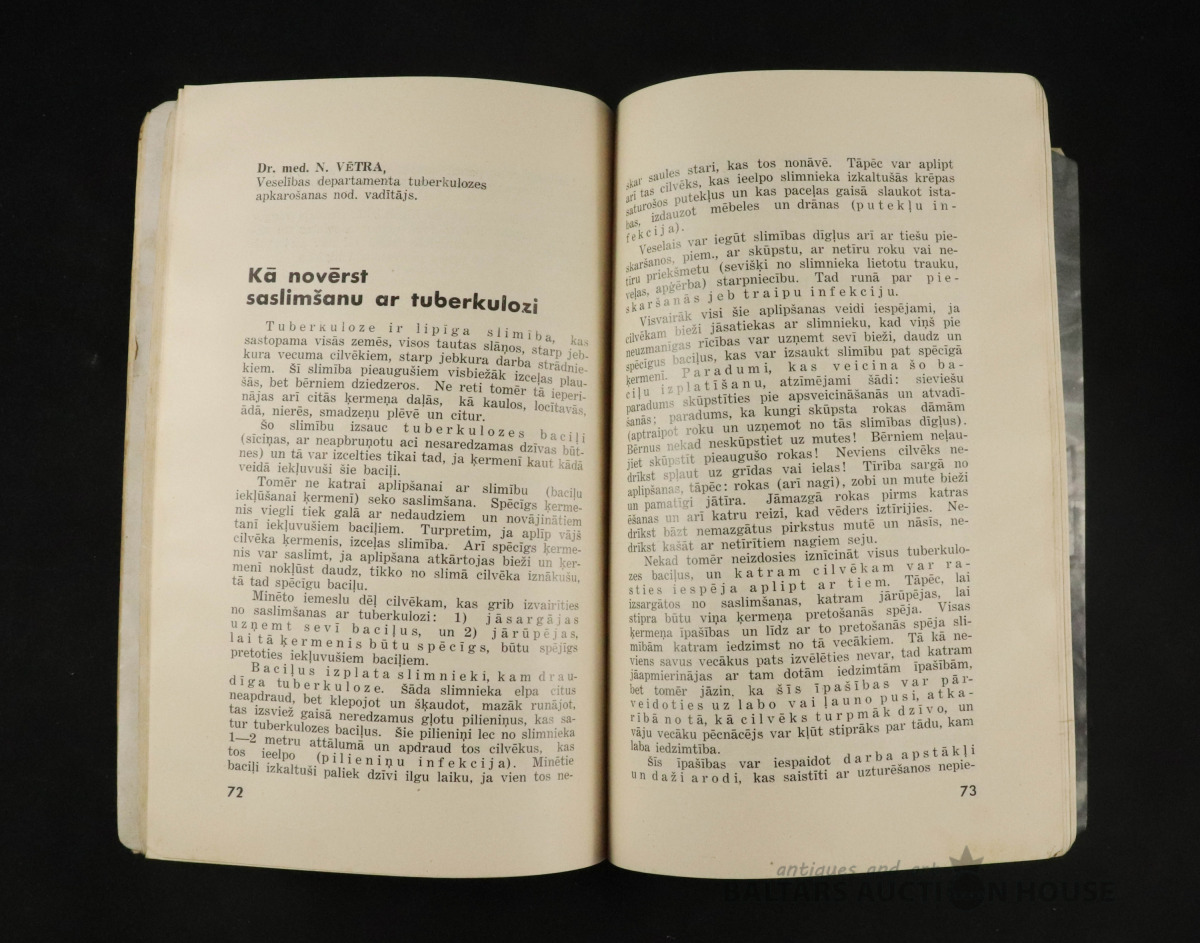 Dr. med. N. VĒTRA,
Veselības departamenta tuberkulozes
apkarošanas nod. vadītājs.
Kā novērst
saslimšanu ar tuberkulozi
Tuberkuloze ir lipīga slimība, kas
sastopama visās zemēs, visos tautas slāņos, starp jeb-
kura vecuma cilvēkiem, starp jebkura darba strādnie-
kiem. Šī slimība pieaugušiem visbiežāk izceļas plau-
šās, bet bērniem dziedzeros. Ne reti tomēr tā ieperi-
nājas arī citās ķermeņa daļās, kā kaulos, locītavās,
ādā, nierēs, smadzeņu plēvē un citur.
Šo slimību izsauc tuberkulozes baciļi
(sīciņas, ar neapbruņotu aci nesaredzamas dzīvas būt-
nes) un tā var izcelties tikai tad, ja ķermenī kaut kādā
veidā iekļuvuši šie baciļi.
Tomēr ne katrai aplipšanai ar slimību (baciļu
iekļūšanai ķermenī) seko saslimšana. Spēcīgs ķerme-
nis viegli tiek galā ar nedaudziem un novājinātiem
tanī iekļuvušiem baciļiem. Turpretim, ja aplip vājš
cilvēka ķermenis, izceļas slimība. Arī spēcīgs ķerme-
nis var saslimt, ja aplipšana atkārtojas bieži un ķer-
menī nokļūst daudz, tikko no slimā cilvēka iznākušu,
tā tad spēcīgu baciļu.
Minēto iemeslu dēļ cilvēkam, kas grib izvairīties
no saslimšanas ar tuberkulozi: 1) jāsargājas
uzņemt sevī baciļus, un 2) jārūpējas,
lai tā ķermenis būtu spēcīgs, būtu spējīgs
pretoties iekļuvušiem baciļiem.
Baciļus izplata slimnieki, kam drau-
dīga tuberkuloze. Šāda slimnieka elpa citus
neapdraud, bet klepojot un šķaudot, mazāk runājot,
tas izsviež gaisā neredzamus gļotu pilieniņus, kas sa-
tur tuberkulozes baciļus. Šie pilieniņi lec no slimnieka
1—2 metru attālumā un apdraud tos cilvēkus, kas
tos ieelpo (pilieniņu infekcija). Minētie
baciļi izkaltuši paliek dzīvi ilgu laiku, ja vien tos ne-
72
skar saules stari, kas tos nonāvē. Tāpēc var aplipt
arī tas cilvēks, kas ieelpo slimnieka izkaltušās krēpas
saturošos putekļus un kas paceļas gaisā slaukot ista-
bas, izdauzot mēbeles un drānas (putekļu in-
fekcija).
Veselais var iegūt slimības dīgļus arī ar tiešu pie-
skaršanos, piem., ar skūpstu, ar netīru roku vai ne-
tīru priekšmetu (sevišķi no slimnieka lietotu trauku,
veļas, apģērba) starpniecību. Tad runā par pie-
skaršanās jeb traipu infekciju.
Visvairāk visi šie aplipšanas veidi iespējami, ja
cilvēkam bieži jāsatiekas ar slimnieku, kad viņš pie
neuzmanīgas rīcības var uzņemt sevī bieži, daudz un
spēcīgus baciļus, kas var izsaukt slimību pat spēcīgā
ķermenī. Paradumi, kas veicina šo ba-
ciļu izplatīšanu, atzīmējami šādi: sieviešu
paradums skūpstīties pie apsveicināšanās un atvadī-
šanās; paradums, ka kungi skūpsta rokas dāmām
(aptraipot roku un uzņemot no tās slimības dīgļus).
Bērnus nekad neskūpstiet uz mutes! Bērniem neļau-
jiet skūpstīt pieaugušo rokas! Neviens cilvēks ne-
drīkst spļaut uz grīdas vai ielas! Tīrība sargā no
aplipšanas, tāpēc: rokas (arī nagi), zobi un mute bieži
un pamatīgi jātīra. Jāmazgā rokas pirms katras
ēšanas un arī katru reizi, kad vēders iztīrijies. Ne-
drīkst bāzt nemazgātus pirkstus mutē un nāsīs, ne-
drīkst kašāt ar netīrītiem nagiem seju.
Nekad tomēr neizdosies iznīcināt visus tuberkulo-
zes baciļus, un katram cilvēkam var ra-
sties iespēja aplipt ar tiem. Tāpēc, lai
izsargātos no saslimšanas, katram jārūpējas, lai
stipra būtu viņa ķermeņa pretošanās spēja. Visas
ķermeņa īpašības un līdz ar to pretošanās spēja sli-
mībām katram iedzimst no tā vecākiem. Tā kā ne-
viens savus vecākus pats izvēlēties nevar, tad katram
jāapmierinājas ar tam dotām iedzimtām īpašībām,
bet tomēr jāzin, ka šīs īpašības var pār-
veidoties uz labo vai ļauno pusi, atka-
rībā no tā, kā cilvēks turpmāk dzīvo, un
vāju vecāku pēcnācējs var kļūt stiprāks par tādu, kam
laba iedzimtība.
Šīs īpašības var iespaidot darba apstākļi
un daži arodi, kas saistīti ar uzturēšanos nepie-
73
antiques and art
BALTARS AUCTION HOUSE